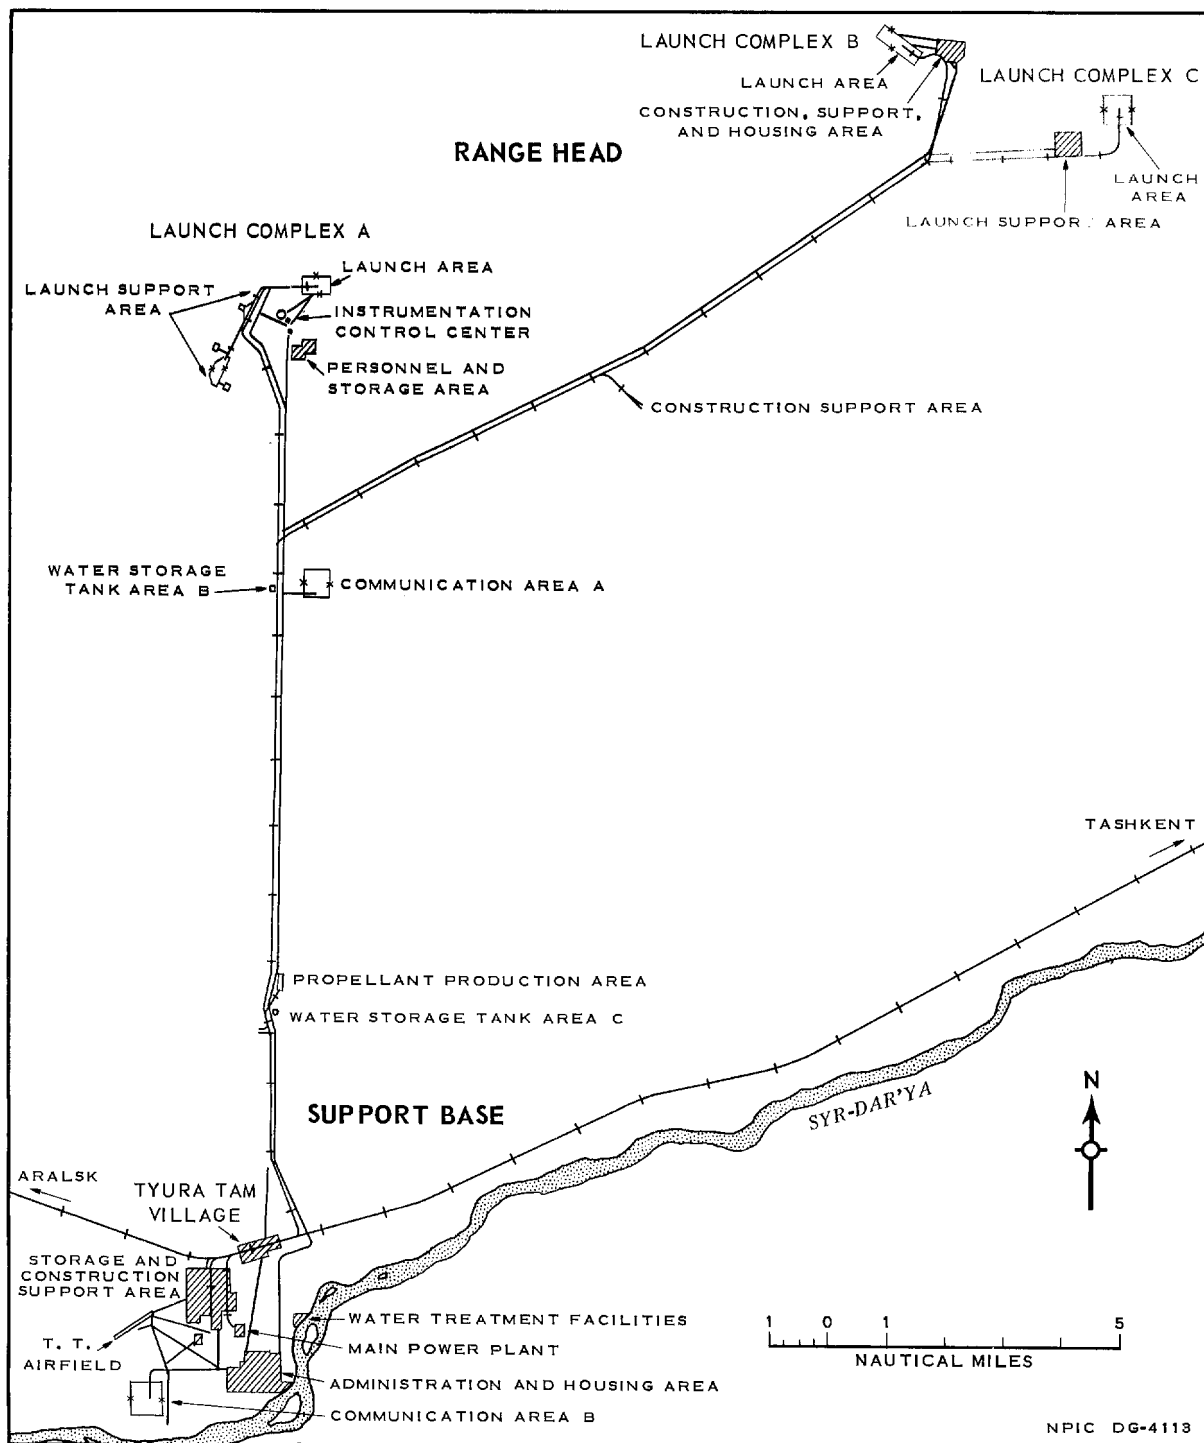 LAUNCH COMPLEX B
LAUNCH AREA
CONSTRUCTION, SUPPORT,
AND HOUSING AREA
LAUNCH COMPLEX C
LAUNCH
AREA
LAUNCH SUPPORT AREA
RANGE HEAD
LAUNCH COMPLEX A
LAUNCH AREA
LAUNCH SUPPORT
AREA
INSTRUMENTATION
CONTROL CENTER
PERSONNEL AND
STORAGE AREA
CONSTRUCTION SUPPORT AREA
WATER STORAGE
TANK AREA B
COMMUNICATION AREA A
TASHKENT
PROPELLANT PRODUCTION AREA
WATER STORAGE TANK AREA C
SUPPORT BASE
SYR-DAR'YA
N
ARALSK
TYURA TAM
VILLAGE
STORAGE AND
CONSTRUCTION
SUPPORT AREA
WATER TREATMENT FACILITIES
T. T.
AIRFIELD
MAIN POWER PLANT
ADMINISTRATION AND HOUSING AREA
COMMUNICATION AREA B
1 0 1 5
NAUTICAL MILES
NPIC DG-4113